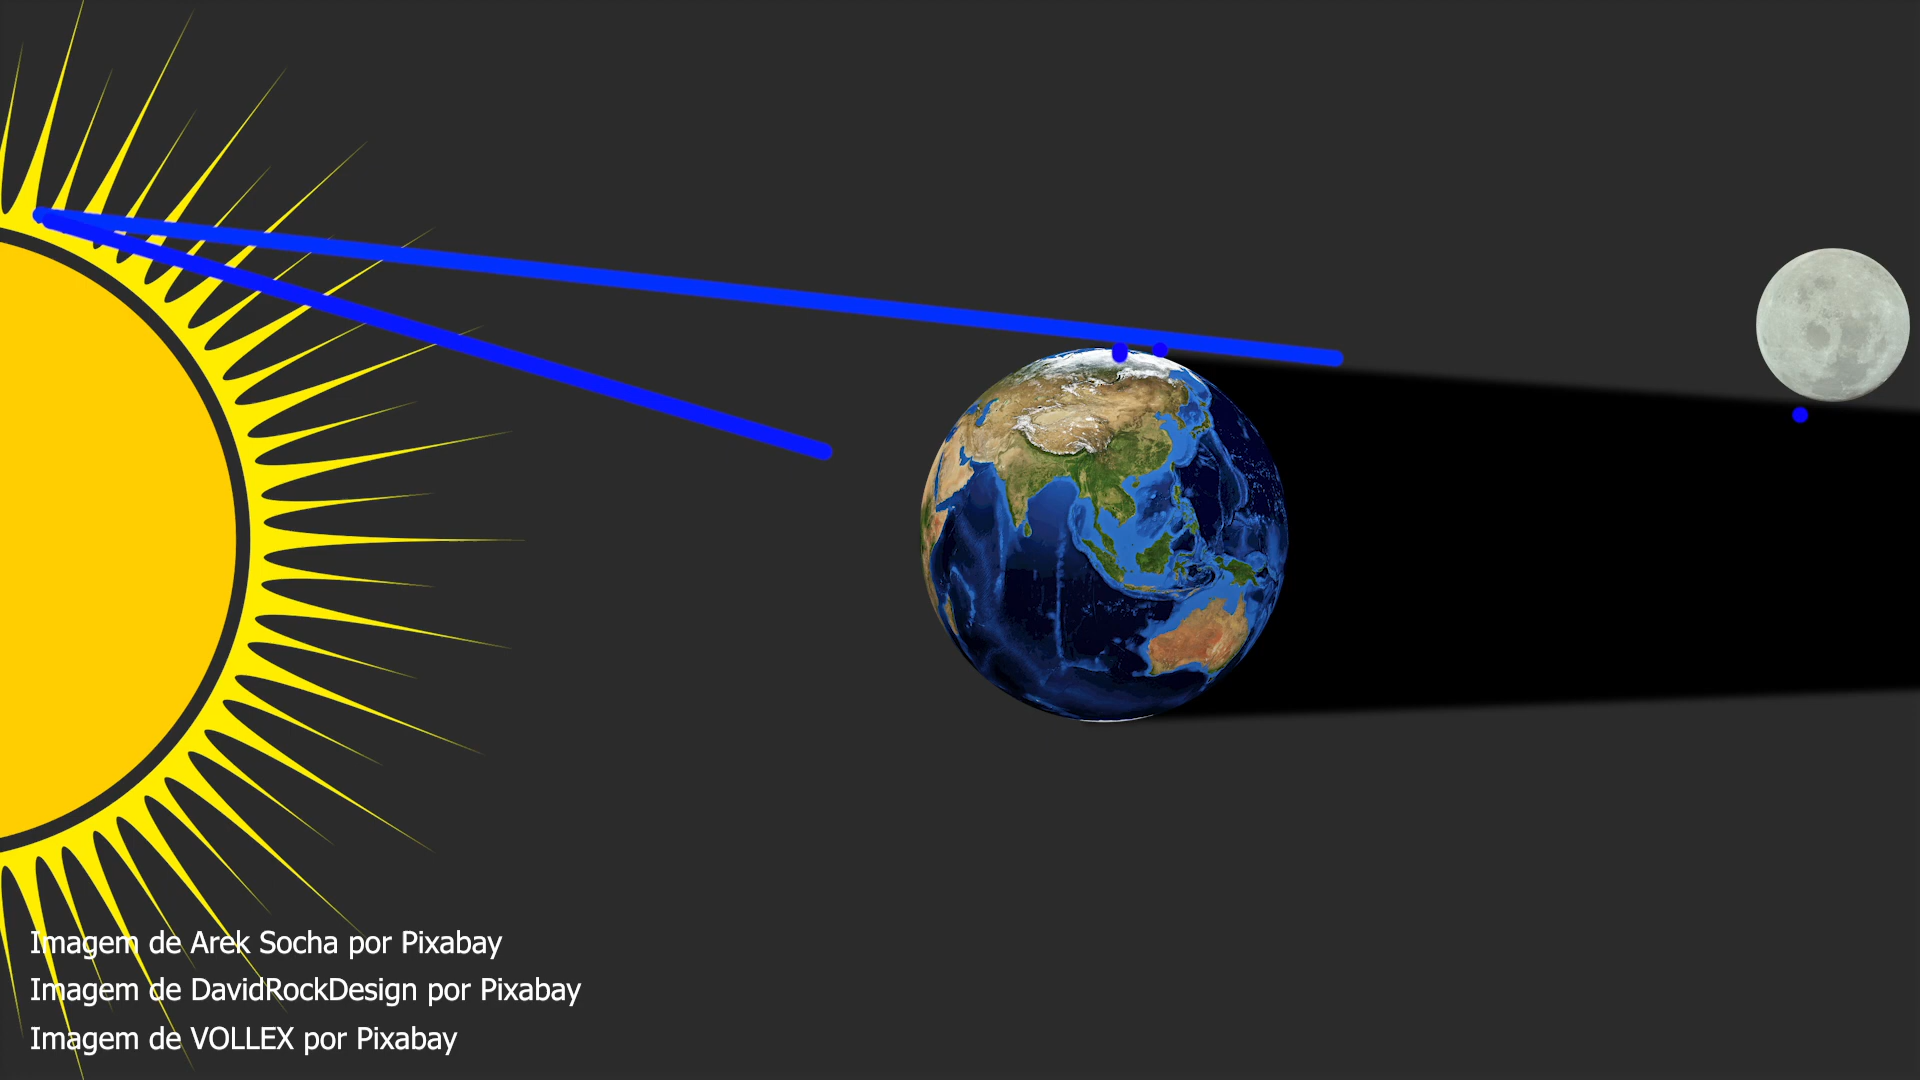 Imagem de Arek Socha por Pixabay
Imagem de DavidRockDesign por Pixabay
Imagem de VOLLEX por Pixabay